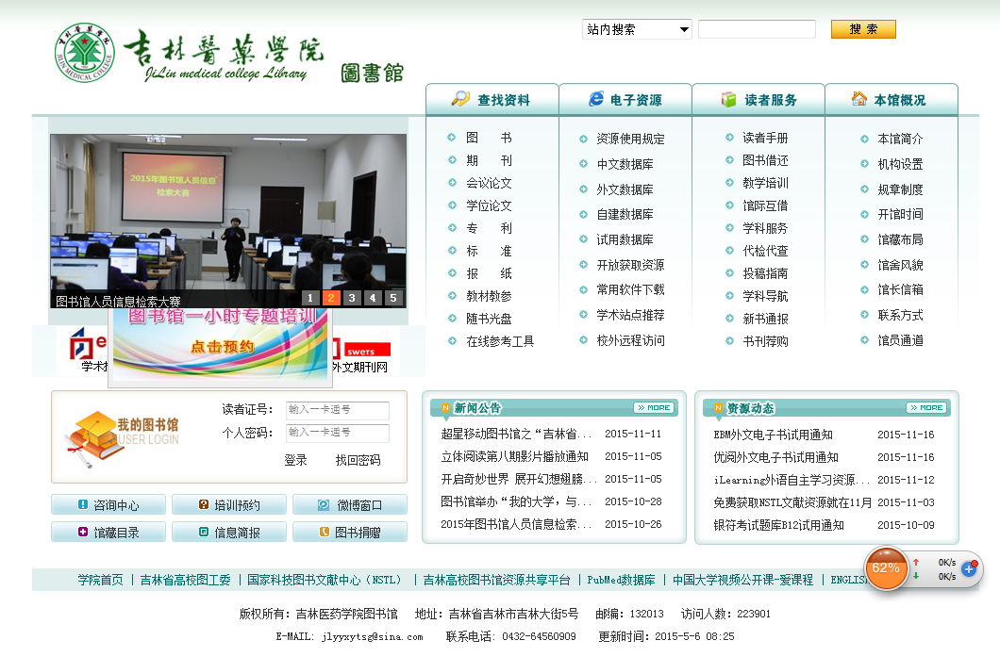 站内搜索 搜 索
吉林醫藥學院 圖書館
JiLin medical college Library
JILIN MEDICAL COLLEGE
查找资料 电子资源 读者服务 本馆概况
图 书
期 刊
会议论文
学位论文
专 利
标 准
报 纸
教材教参
随书光盘
在线参考工具
资源使用规定
中文数据库
外文数据库
自建数据库
试用数据库
开放获取资源
常用软件下载
学术站点推荐
校外远程访问
读者手册
图书借还
教学培训
馆际互借
学科服务
代检代查
投稿指南
学科导航
新书通报
书刊荐购
本馆简介
机构设置
规章制度
开馆时间
馆藏布局
馆舍风貌
馆长信箱
联系方式
馆员通道
2015年图书馆人员信息
检索大赛
图书馆人员信息检索大赛 1 2 3 4 5
图书馆一小时专题培训
点击预约
e
swets
学术 外文期刊网
我的图书馆
USER LOGIN
读者证号： 输入一卡通号
个人密码： 输入一卡通号
登录 找回密码
咨询中心 培训预约 微博窗口
馆藏目录 信息简报 图书捐赠
N 新闻公告 >> MORE
超星移动图书馆之“吉林省... 2015-11-11
立体阅读第八期影片播放通知 2015-11-05
开启奇妙世界 展开幻想翅膀... 2015-11-05
图书馆举办“我的大学，与... 2015-10-28
2015年图书馆人员信息检索... 2015-10-26
N 资源动态 >> MORE
EBM外文电子书试用通知 2015-11-16
优阅外文电子书试用通知 2015-11-16
iLearning外语自主学习资源... 2015-11-12
免费获取NSTL文献资源就在11月 2015-11-03
银符考试题库B12试用通知 2015-10-09
62% 0K/s
0K/s
学院首页 | 吉林省高校图工委 | 国家科技图书文献中心（NSTL） | 吉林高校图书馆资源共享平台 | PubMed数据库 | 中国大学视频公开课-爱课程 | ENGLIS
版权所有：吉林医药学院图书馆 地址：吉林省吉林市吉林大街5号 邮编：132013 访问人数：223901
E-MAIL: jlyyxytsg@sina.com 联系电话: 0432-64560909 更新时间：2015-5-6 08:25